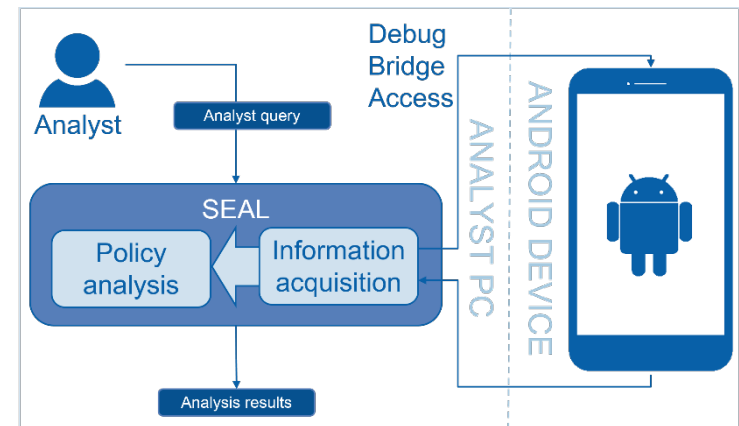 Analyst
Analyst query
Debug
Bridge
Access
SEAL
Policy
analysis
Information
acquisition
Analysis results
ANALYST PC
ANDROID DEVICE